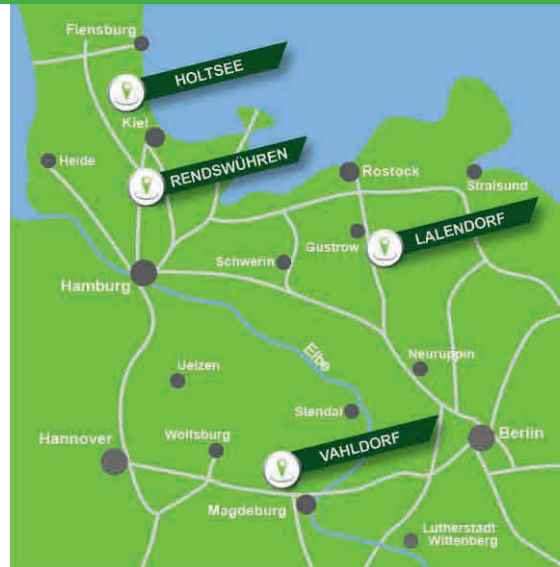 Flensburg
HOLTSEE
Kiel
Heide
RENDSWÜHREN
Rostock
Stralsund
Gustrow
LALENDORF
Schwerin
Hamburg
Elbe
Neuruppin
Uelzen
Stendal
Wolfsburg
Hannover
VAHLDORF
Berlin
Magdeburg
Lutherstadt
Wittenberg